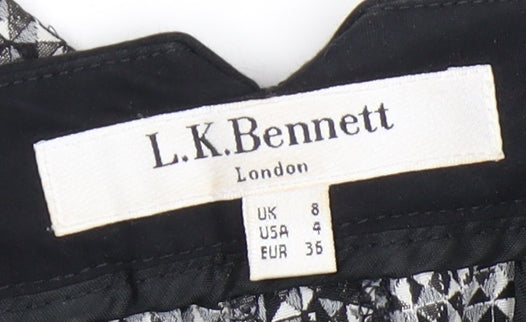 L.K.Bennett
London
UK 8
USA 4
EUR 36